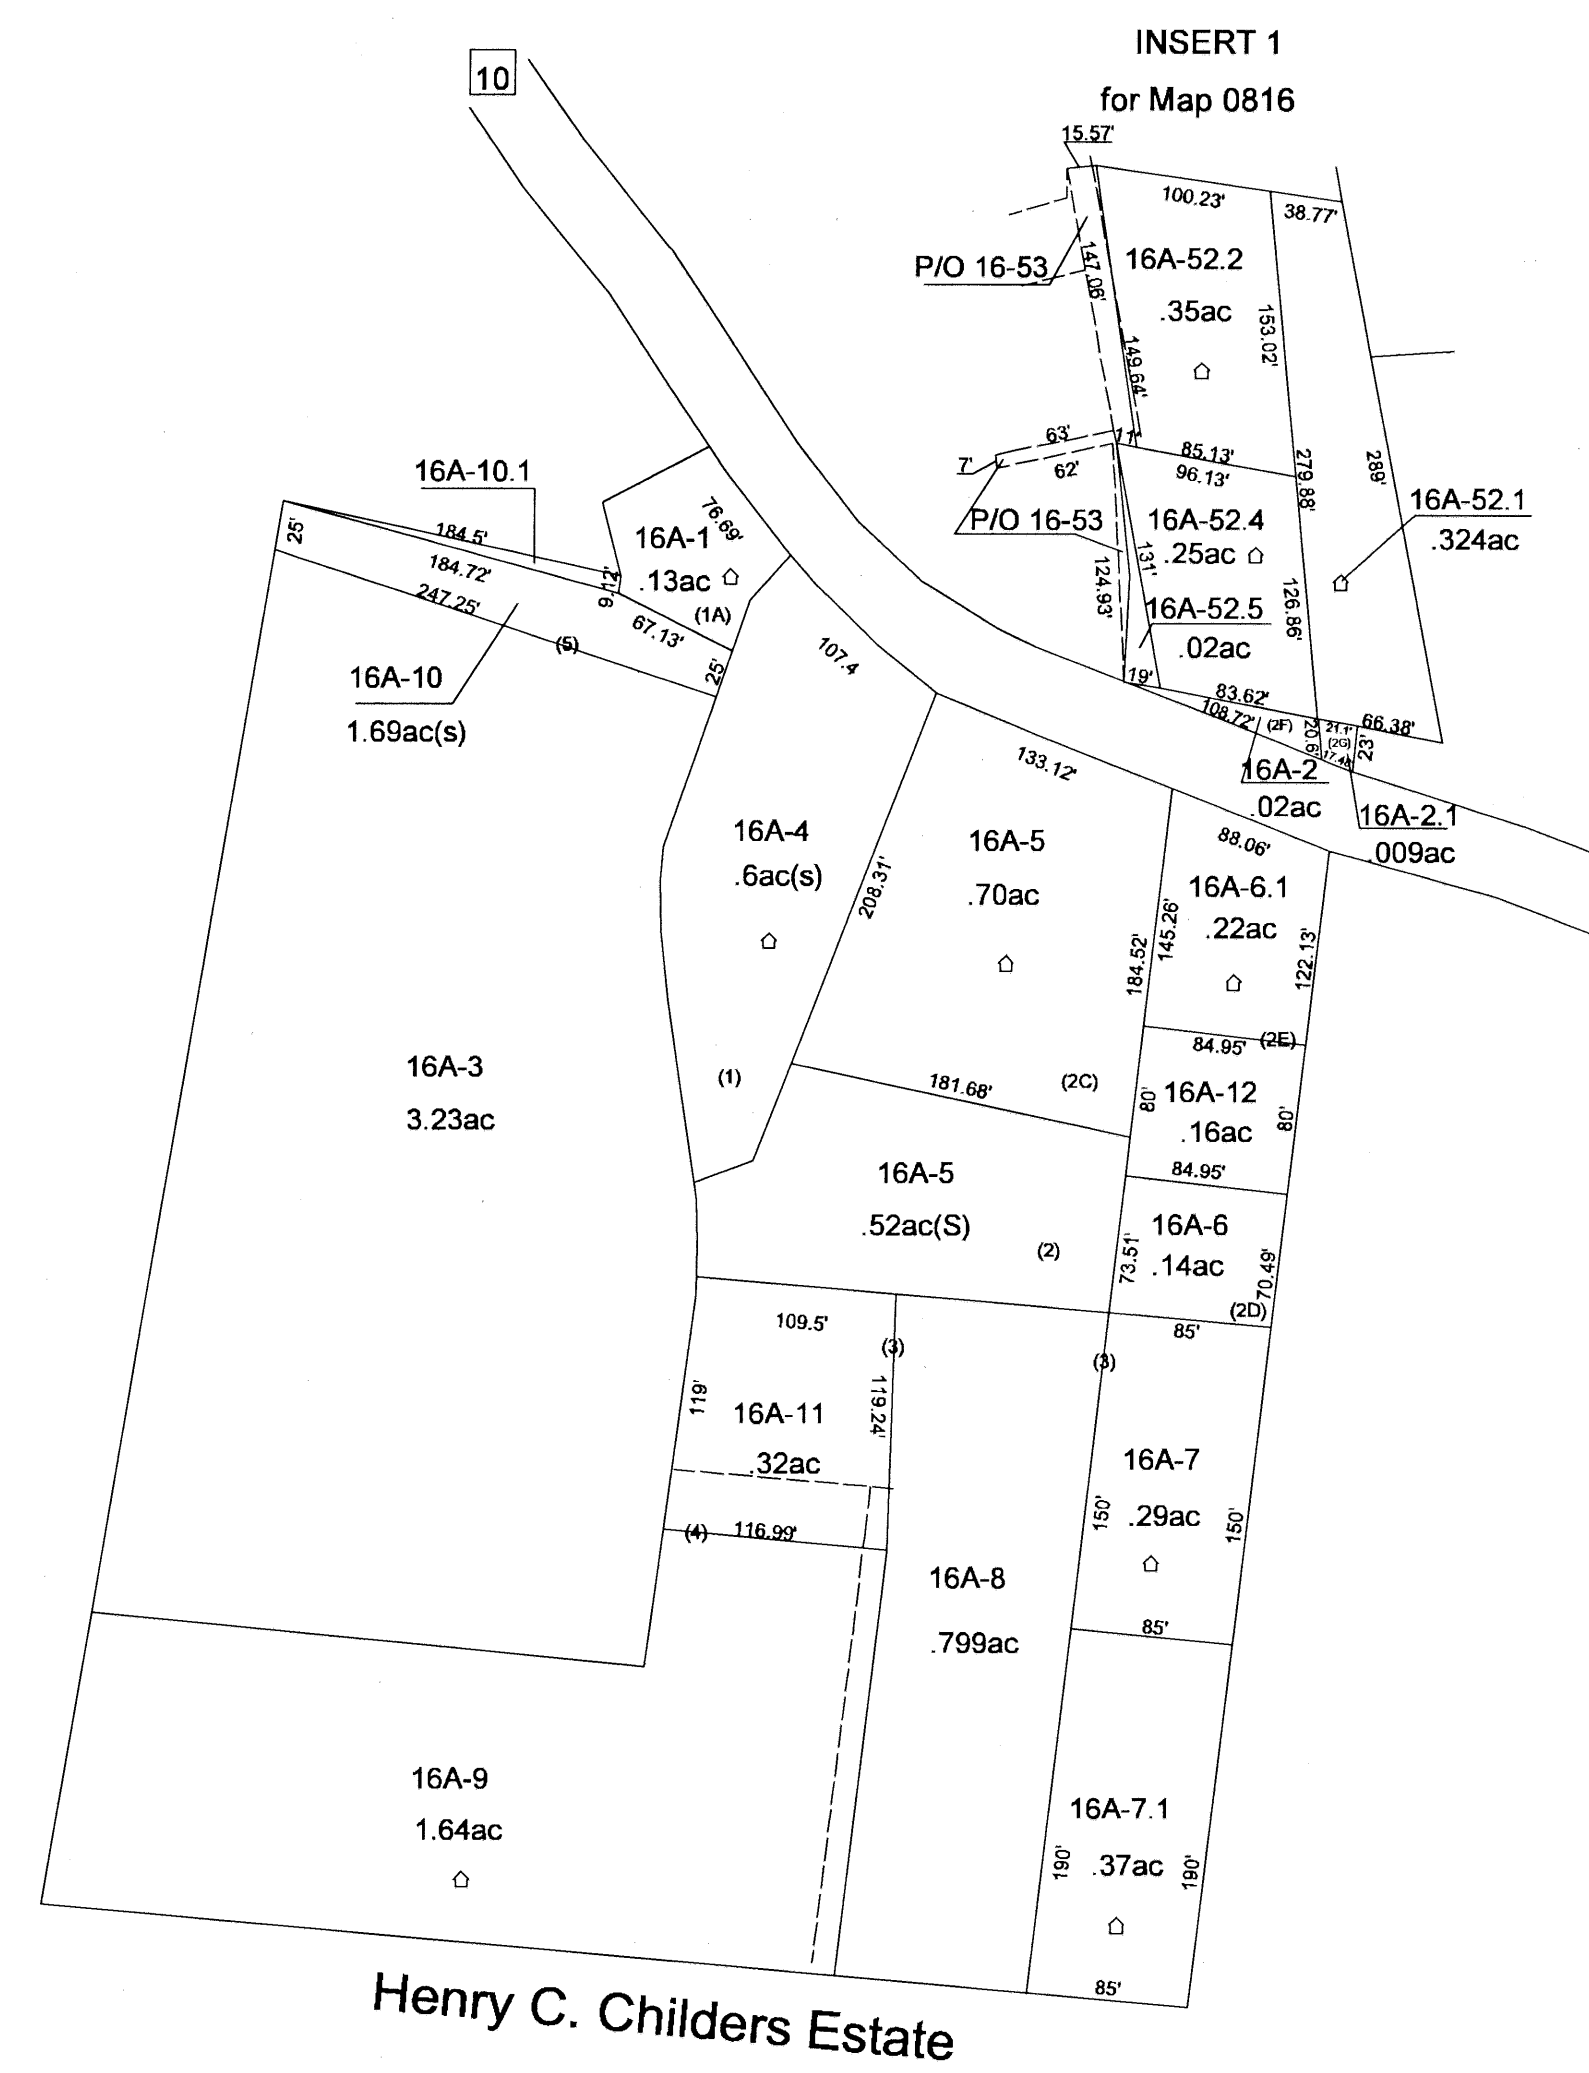 INSERT 1
for Map 0816
10
15.57'
100.23'
38.77'
P/O 16-53
147.06'
16A-52.2
.35ac
153.02'
149.64'
63'
11'
85.13'
7'
62'
96.13'
279.88'
289'
16A-52.1
.324ac
P/O 16-53
16A-52.4
.25ac
131'
124.93'
126.86'
16A-52.5
.02ac
19'
83.62'
108.72'
(2F)
20.6'
21.1'
(2G)
17.48'
23'
66.38'
16A-2
.02ac
16A-2.1
.009ac
16A-10.1
25'
184.5'
184.72'
247.25'
(5)
9.12'
76.69'
16A-1
.13ac
(1A)
67.13'
25'
16A-10
1.69ac(s)
107.4
133.12'
88.06'
16A-4
.6ac(s)
208.31'
16A-5
.70ac
184.52'
145.26'
16A-6.1
.22ac
122.13'
(2E)
84.95'
16A-3
3.23ac
(1)
181.68'
(2C)
80'
16A-12
.16ac
80'
84.95'
16A-5
.52ac(S)
(2)
73.51'
16A-6
.14ac
70.49'
(2D)
85'
109.5'
(3)
(3)
119'
119.24'
16A-11
.32ac
(4)
116.99'
16A-7
.29ac
150'
150'
85'
16A-8
.799ac
16A-9
1.64ac
16A-7.1
.37ac
190'
190'
85'
Henry C. Childers Estate